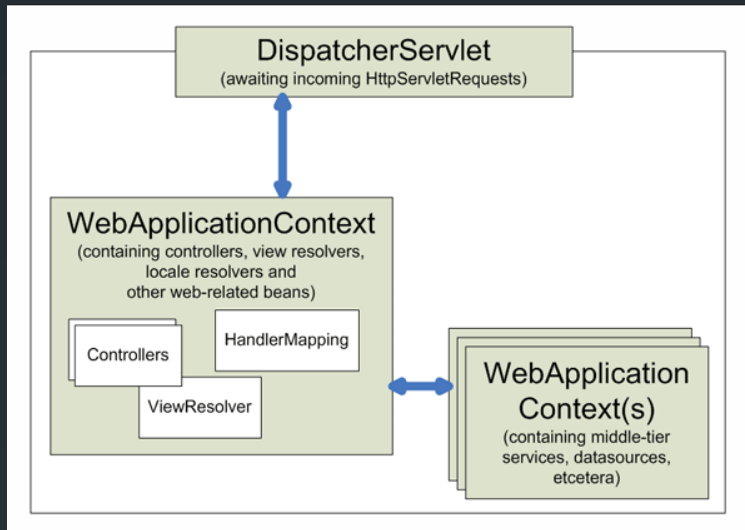 DispatcherServlet
(awaiting incoming HttpServletRequests)
WebApplicationContext
(containing controllers, view resolvers,
locale resolvers and
other web-related beans)
Controllers
HandlerMapping
ViewResolver
WebApplication
Context(s)
(containing middle-tier
services, datasources,
etcetera)